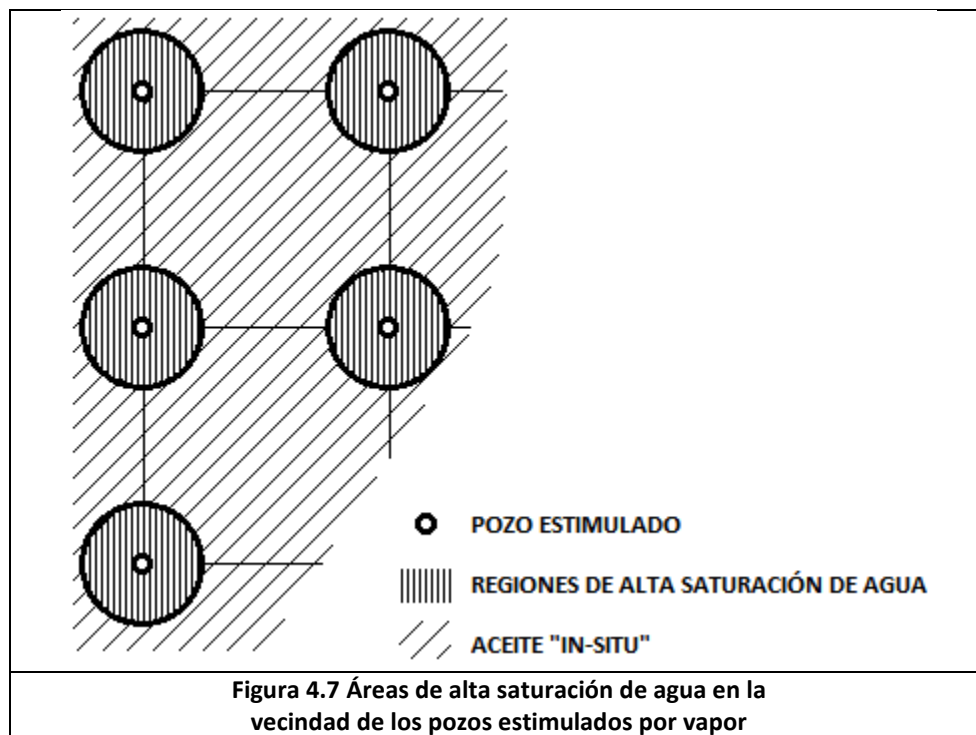 POZO ESTIMULADO
REGIONES DE ALTA SATURACIÓN DE AGUA
ACEITE "IN-SITU"
Figura 4.7 Áreas de alta saturación de agua en la
vecindad de los pozos estimulados por vapor